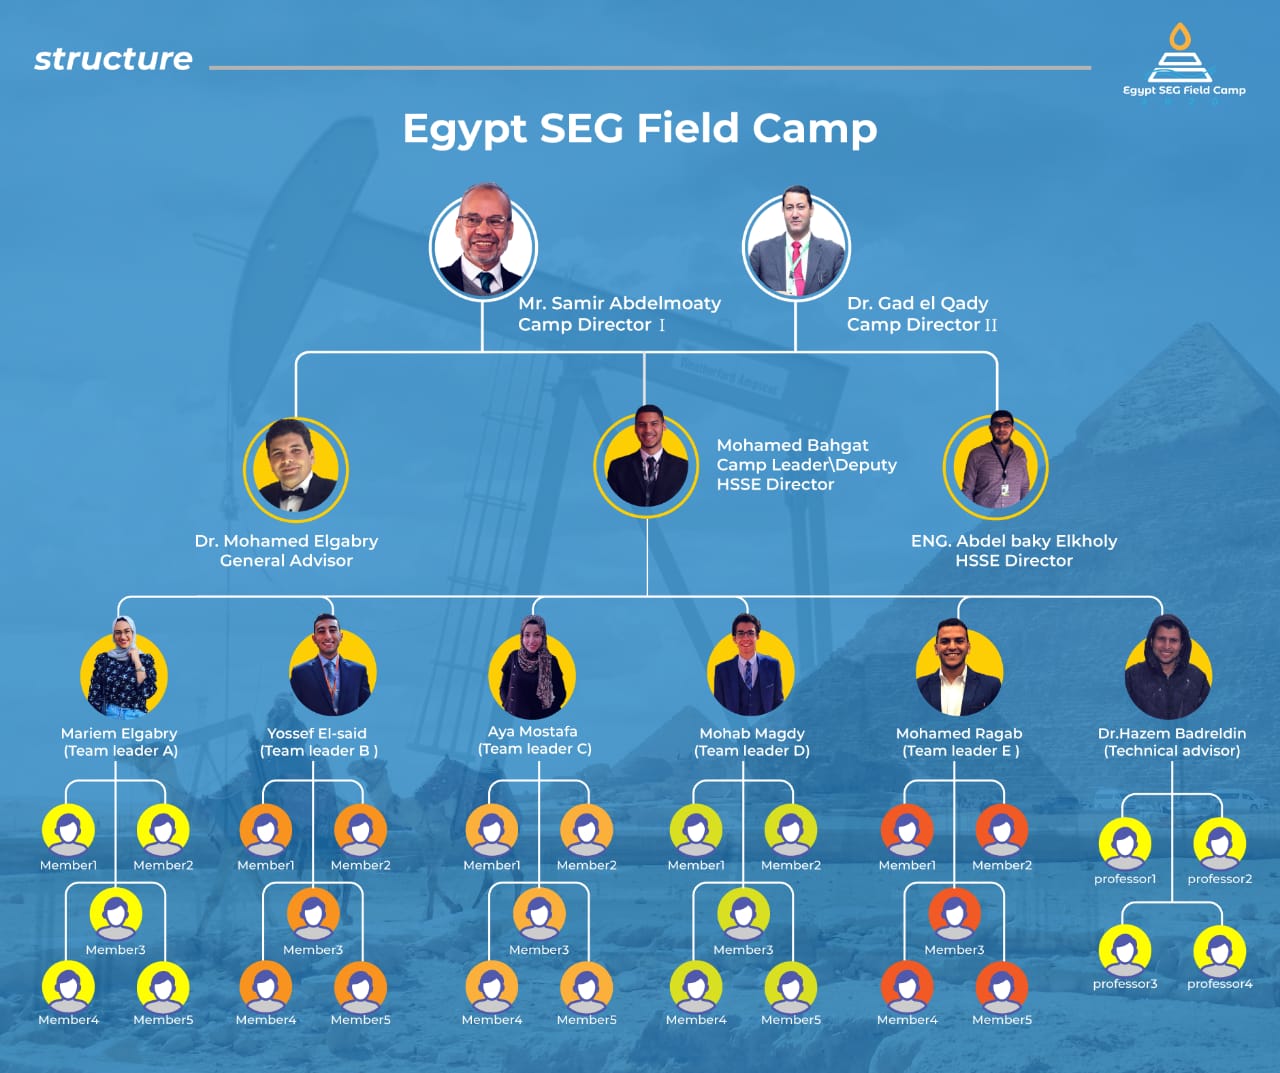 structure
Egypt SEG Field Camp
Egypt SEG Field Camp
Mr. Samir Abdelmoaty
Camp Director I
Dr. Gad el Qady
Camp Director II
Weatherford Ampscot
Mohamed Bahgat
Camp Leader\Deputy
HSSE Director
Dr. Mohamed Elgabry
General Advisor
ENG. Abdel baky Elkholy
HSSE Director
Mariem Elgabry
(Team leader A)
Yossef El-said
(Team leader B )
Aya Mostafa
(Team leader C)
Mohab Magdy
(Team leader D)
Mohamed Ragab
(Team leader E )
Dr.Hazem Badreldin
(Technical advisor)
Member1
Member2
Member1
Member2
Member1
Member2
Member1
Member2
Member1
Member2
professor1
professor2
Member3
Member3
Member3
Member3
Member3
professor3
professor4
Member4
Member5
Member4
Member5
Member4
Member5
Member4
Member5
Member4
Member5